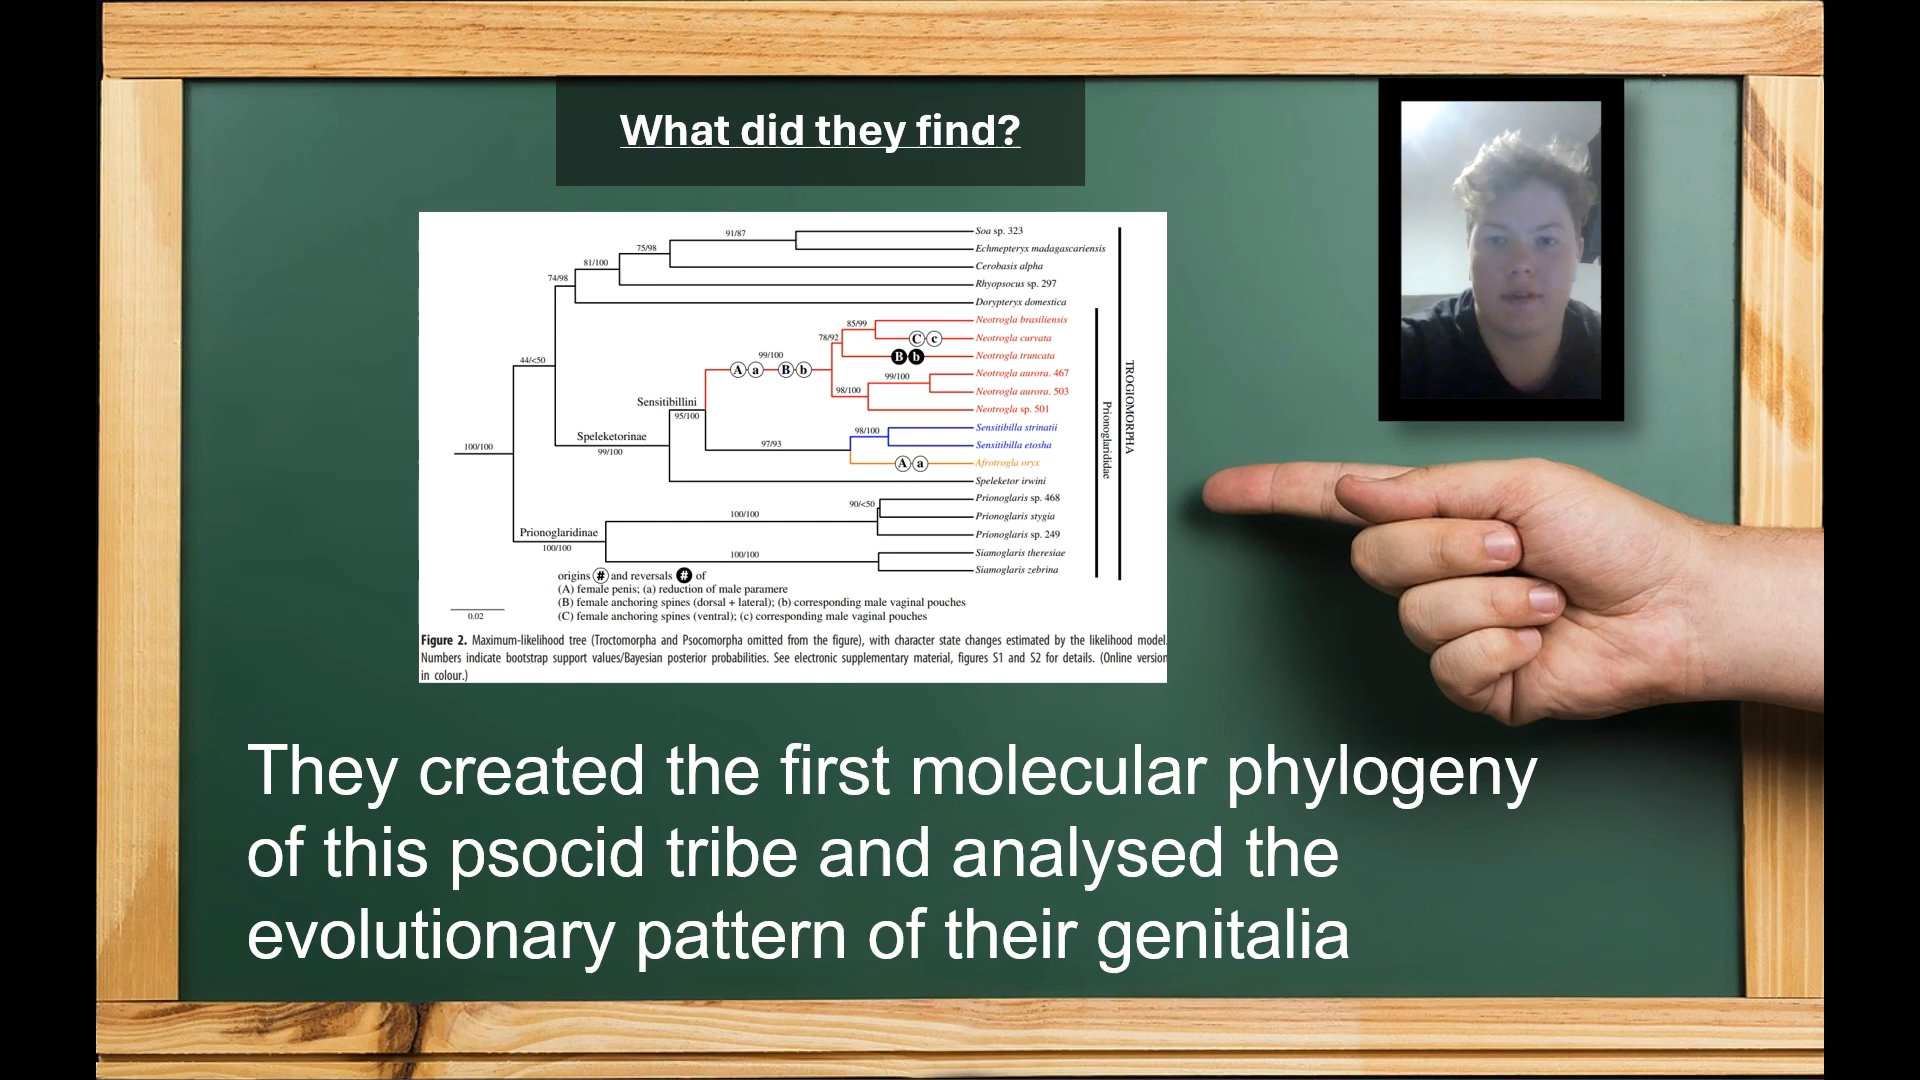 What did they find?
91/87
Soa sp. 323
75/98
Echmepteryx madagascariensis
81/100
Cerobasis alpha
74/98
Rhyopsocus sp. 297
Dorypteryx domestica
85/99
Neotrogla brasiliensis
78/92
C c
Neotrogla curvata
44/<50
99/100
B b
Neotrogla truncata
A a B b
99/100
Neotrogla aurora. 467
98/100
Neotrogla aurora. 503
Sensitibillini
Neotrogla sp. 501
95/100
98/100
Sensitibilla strinatii
Speleketorinae
97/93
Sensitibilla etosha
100/100
99/100
A a
Afrotrogla oryx
Speleketor irwini
90/<50
Prionoglaris sp. 468
100/100
Prionoglaris stygia
Prionoglaridinae
Prionoglaris sp. 249
100/100
100/100
Siamoglaris theresiae
Siamoglaris zebrina
Prionoglarididae
TROGIOMORPHA
origins # and reversals # of
(A) female penis; (a) reduction of male paramere
(B) female anchoring spines (dorsal + lateral); (b) corresponding male vaginal pouches
(C) female anchoring spines (ventral); (c) corresponding male vaginal pouches
0.02
Figure 2. Maximum-likelihood tree (Troctomorpha and Psocomorpha omitted from the figure), with character state changes estimated by the likelihood model.
Numbers indicate bootstrap support values/Bayesian posterior probabilities. See electronic supplementary material, figures S1 and S2 for details. (Online version
in colour.)
They created the first molecular phylogeny
of this psocid tribe and analysed the
evolutionary pattern of their genitalia